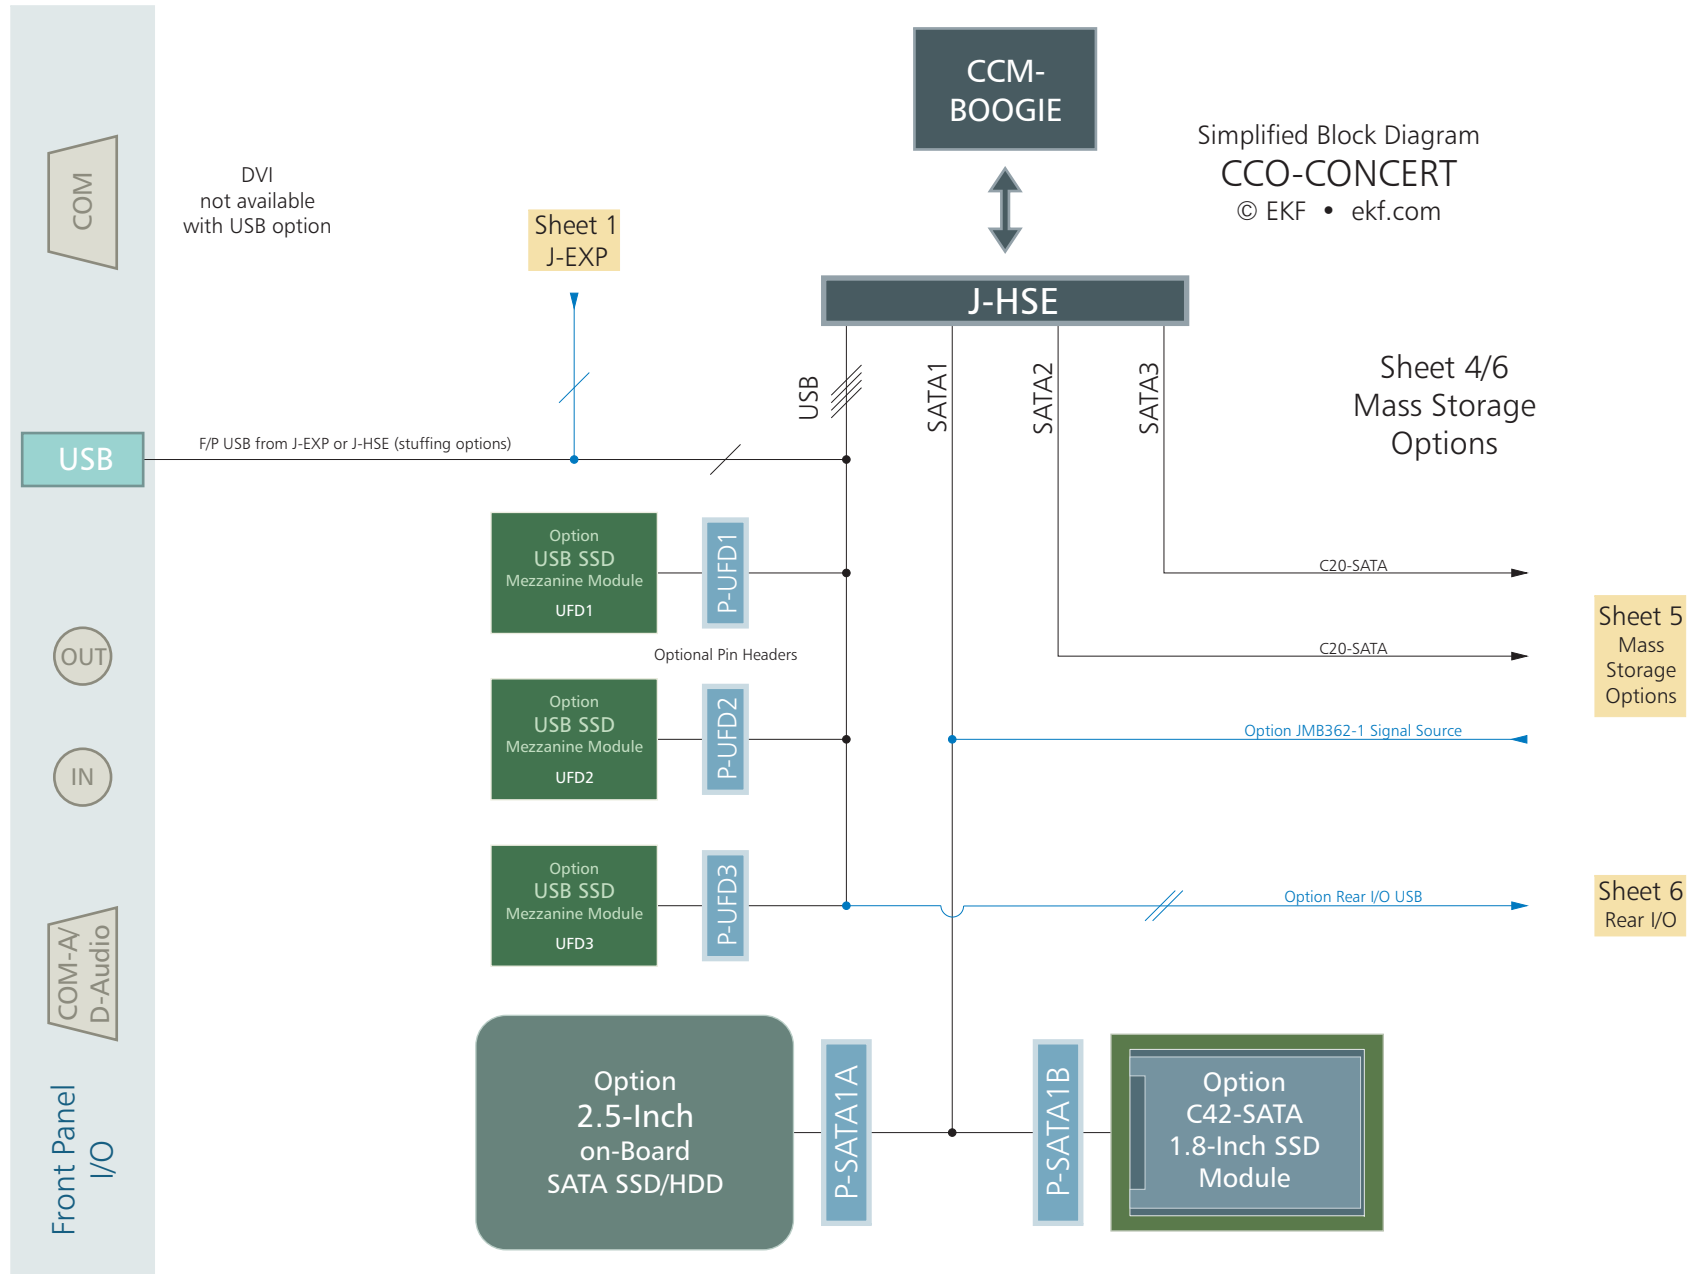 CCM-
BOOGIE
Simplified Block Diagram
CCO-CONCERT
© EKF • ekf.com
COM
DVI
not available
with USB option
Sheet 1
J-EXP
J-HSE
USB
SATA1
SATA2
SATA3
Sheet 4/6
Mass Storage
Options
USB
F/P USB from J-EXP or J-HSE (stuffing options)
Option
USB SSD
Mezzanine Module
UFD1
P-UFD1
C20-SATA
Optional Pin Headers
C20-SATA
Sheet 5
Mass
Storage
Options
OUT
Option
USB SSD
Mezzanine Module
UFD2
P-UFD2
Option JMB362-1 Signal Source
IN
Option
USB SSD
Mezzanine Module
UFD3
P-UFD3
Option Rear I/O USB
Sheet 6
Rear I/O
COM-A/
D-Audio
Option
2.5-Inch
on-Board
SATA SSD/HDD
P-SATA1A
P-SATA1B
Option
C42-SATA
1.8-Inch SSD
Module
Front Panel
I/O